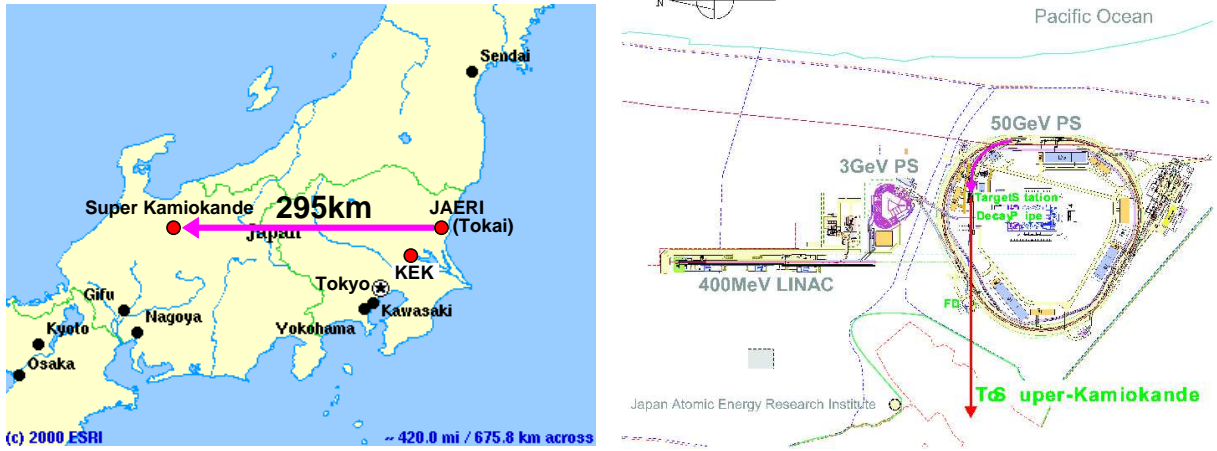 Sendai
Super Kamiokande
295km
JAERI
(Tokai)
Japan
KEK
Tokyo
Gifu
Nagoya
Kawasaki
Yokohama
Kyoto
Osaka
(c) 2000 ESRI
~ 420.0 mi / 675.8 km across
N
Pacific Ocean
50GeV PS
3GeV PS
TargetS tation
DecayP ipe
400MeV LINAC
FD
ToS uper-Kamiokande
Japan Atomic Energy Research Institute